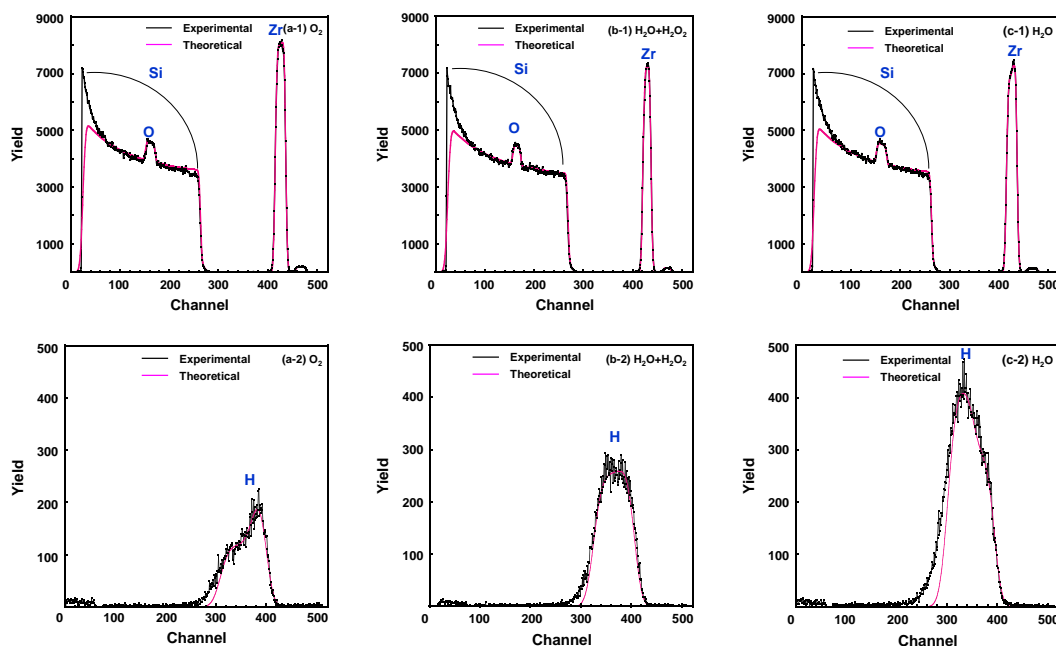 9000
7000
5000
3000
1000
Yield
0 100 200 300 400 500
Channel
Experimental
Theoretical
(a-1) O₂
Si
O
Zr
9000
7000
5000
3000
1000
Yield
0 100 200 300 400 500
Channel
Experimental
Theoretical
(b-1) H₂O+H₂O₂
Si
O
Zr
9000
7000
5000
3000
1000
Yield
0 100 200 300 400 500
Channel
Experimental
Theoretical
(c-1) H₂O
Si
O
Zr
500
400
300
200
100
Yield
0 100 200 300 400 500
Channel
Experimental
Theoretical
(a-2) O₂
H
500
400
300
200
100
Yield
0 100 200 300 400 500
Channel
Experimental
Theoretical
(b-2) H₂O+H₂O₂
H
500
400
300
200
100
Yield
0 100 200 300 400 500
Channel
Experimental
Theoretical
(c-2) H₂O
H